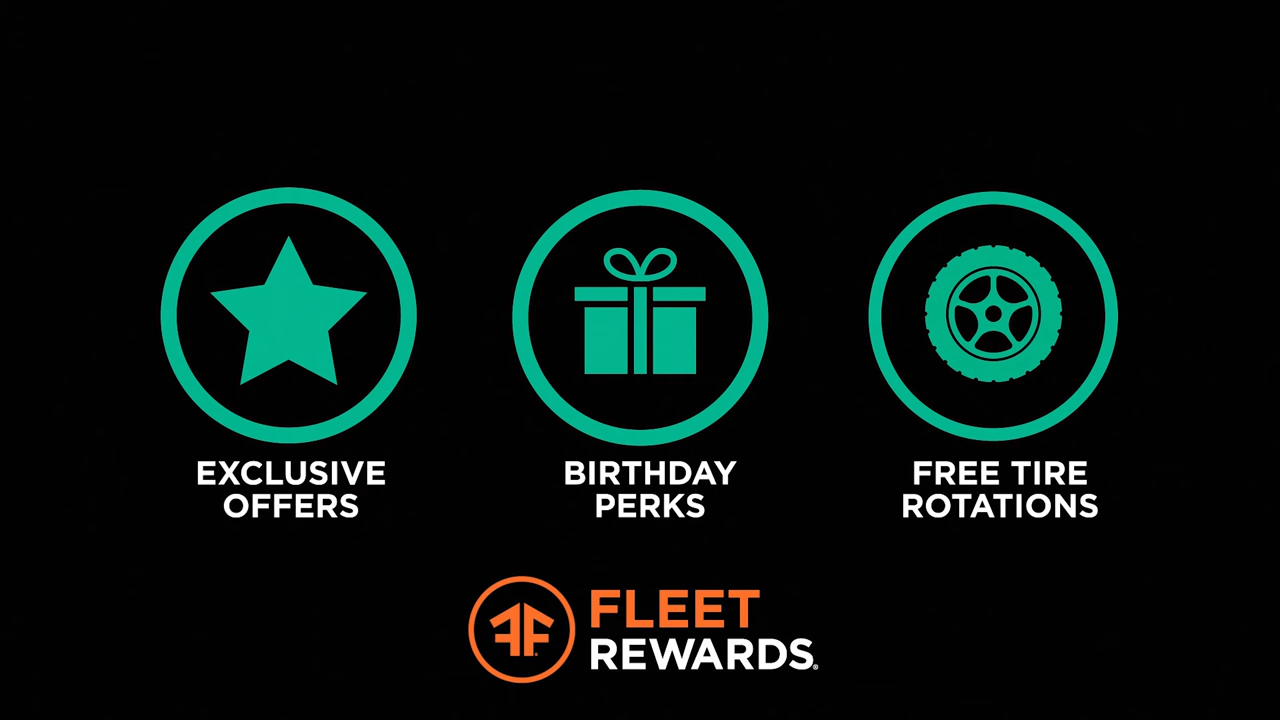 EXCLUSIVE
OFFERS
BIRTHDAY
PERKS
FREE TIRE
ROTATIONS
FLEET
REWARDS®